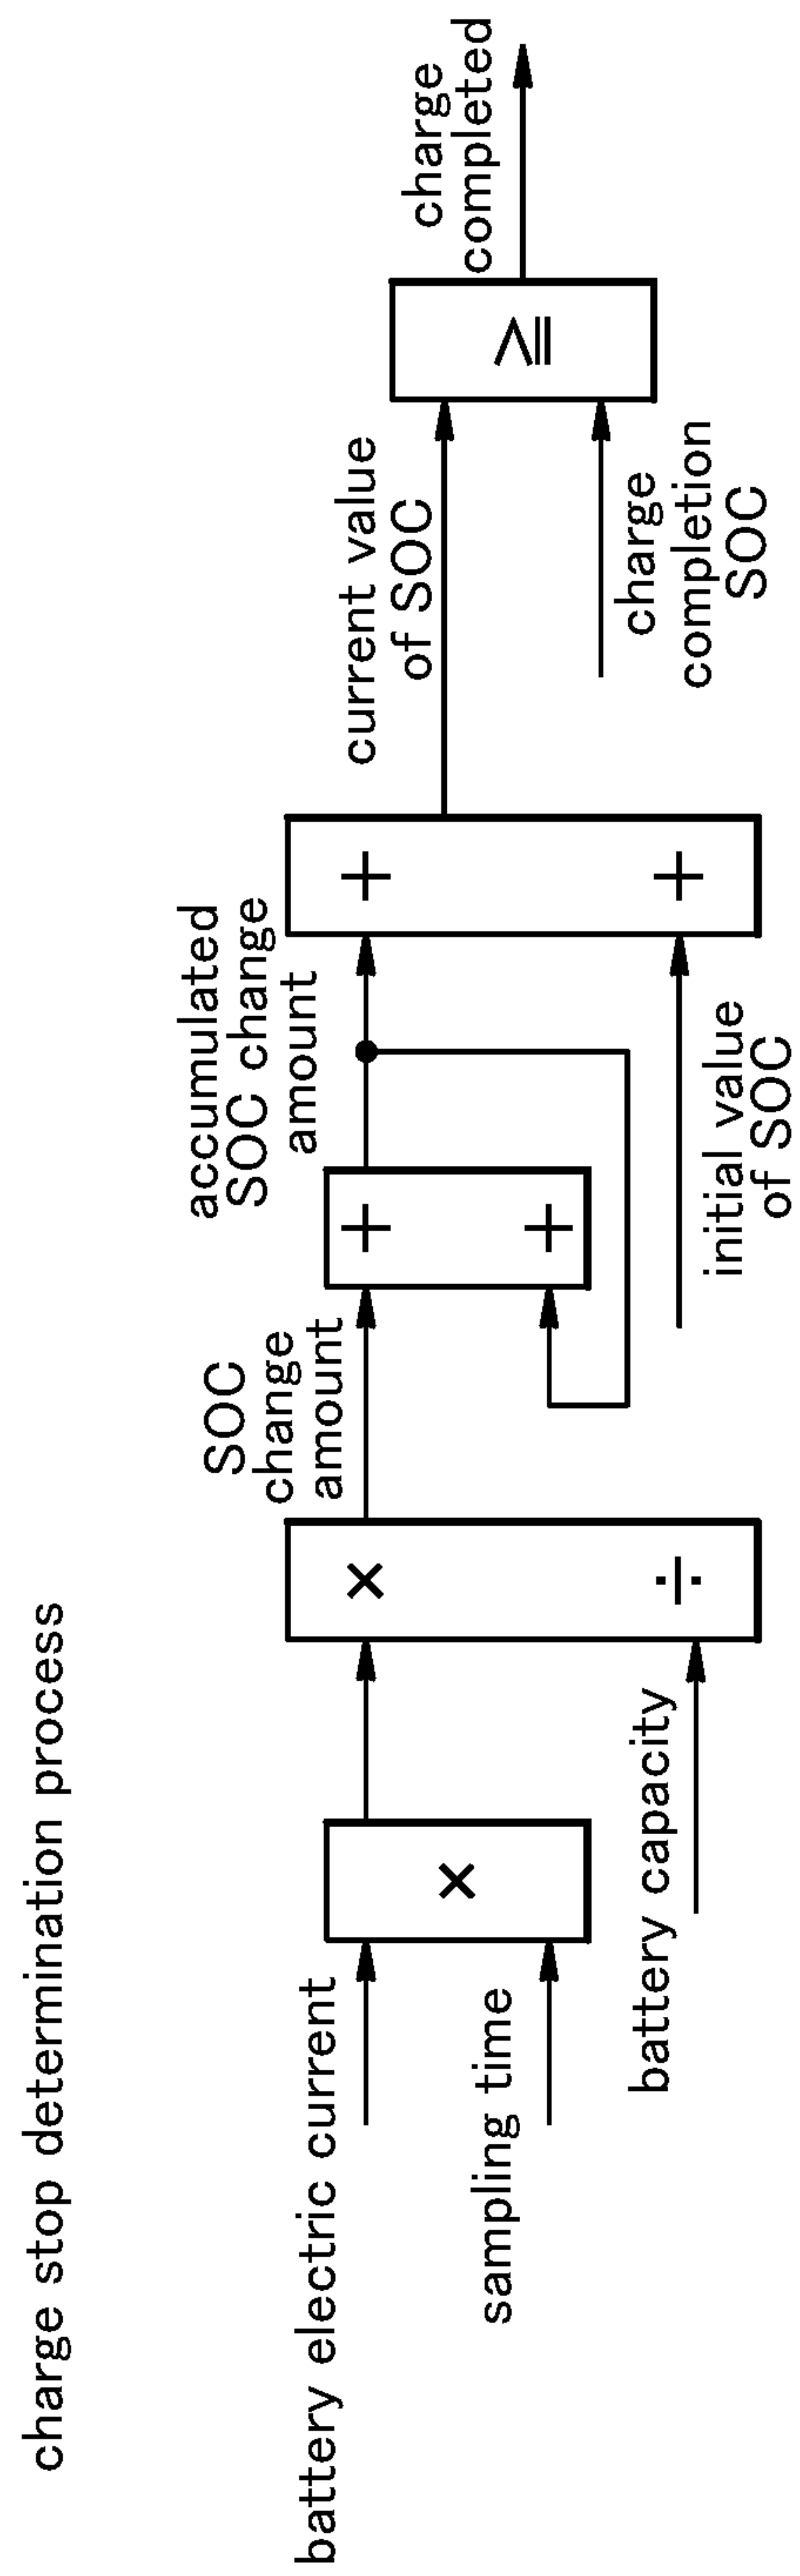 charge stop determination process
battery electric current
sampling time
×
battery capacity
×
÷
SOC
change
amount
+
+
accumulated
SOC change
amount
initial value
of SOC
+
+
current value
of SOC
charge
completion
SOC
≧
charge
completed